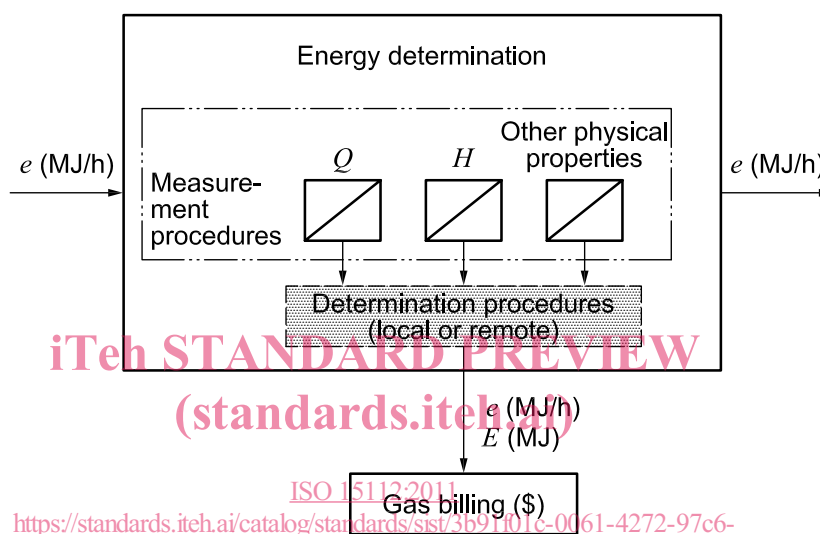 Energy determination
Other physical
properties
Q
H
e (MJ/h)
e (MJ/h)
Measure-
ment
procedures
Determination procedures
(local or remote)
iTeh STANDARD PREVIEW
(standards.iteh.ai)
e (MJ/h)
E (MJ)
ISO 15112:2011
Gas billing ($)
https://standards.iteh.ai/catalog/standards/sist/3b91f01c-0061-4272-97c6-